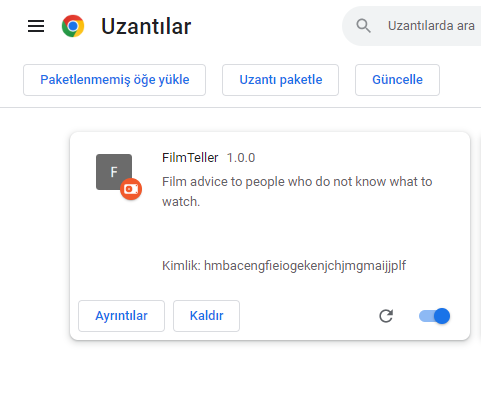 Uzantılar
Uzantılarda ara
Paketlenmemiş öğe yükle
Uzantı paketle
Güncelle
F
FilmTeller 1.0.0
Film advice to people who do not know what to
watch.
Kimlik: hmbacengfieiogekenjchjmgmaijjplf
Ayrıntılar
Kaldır